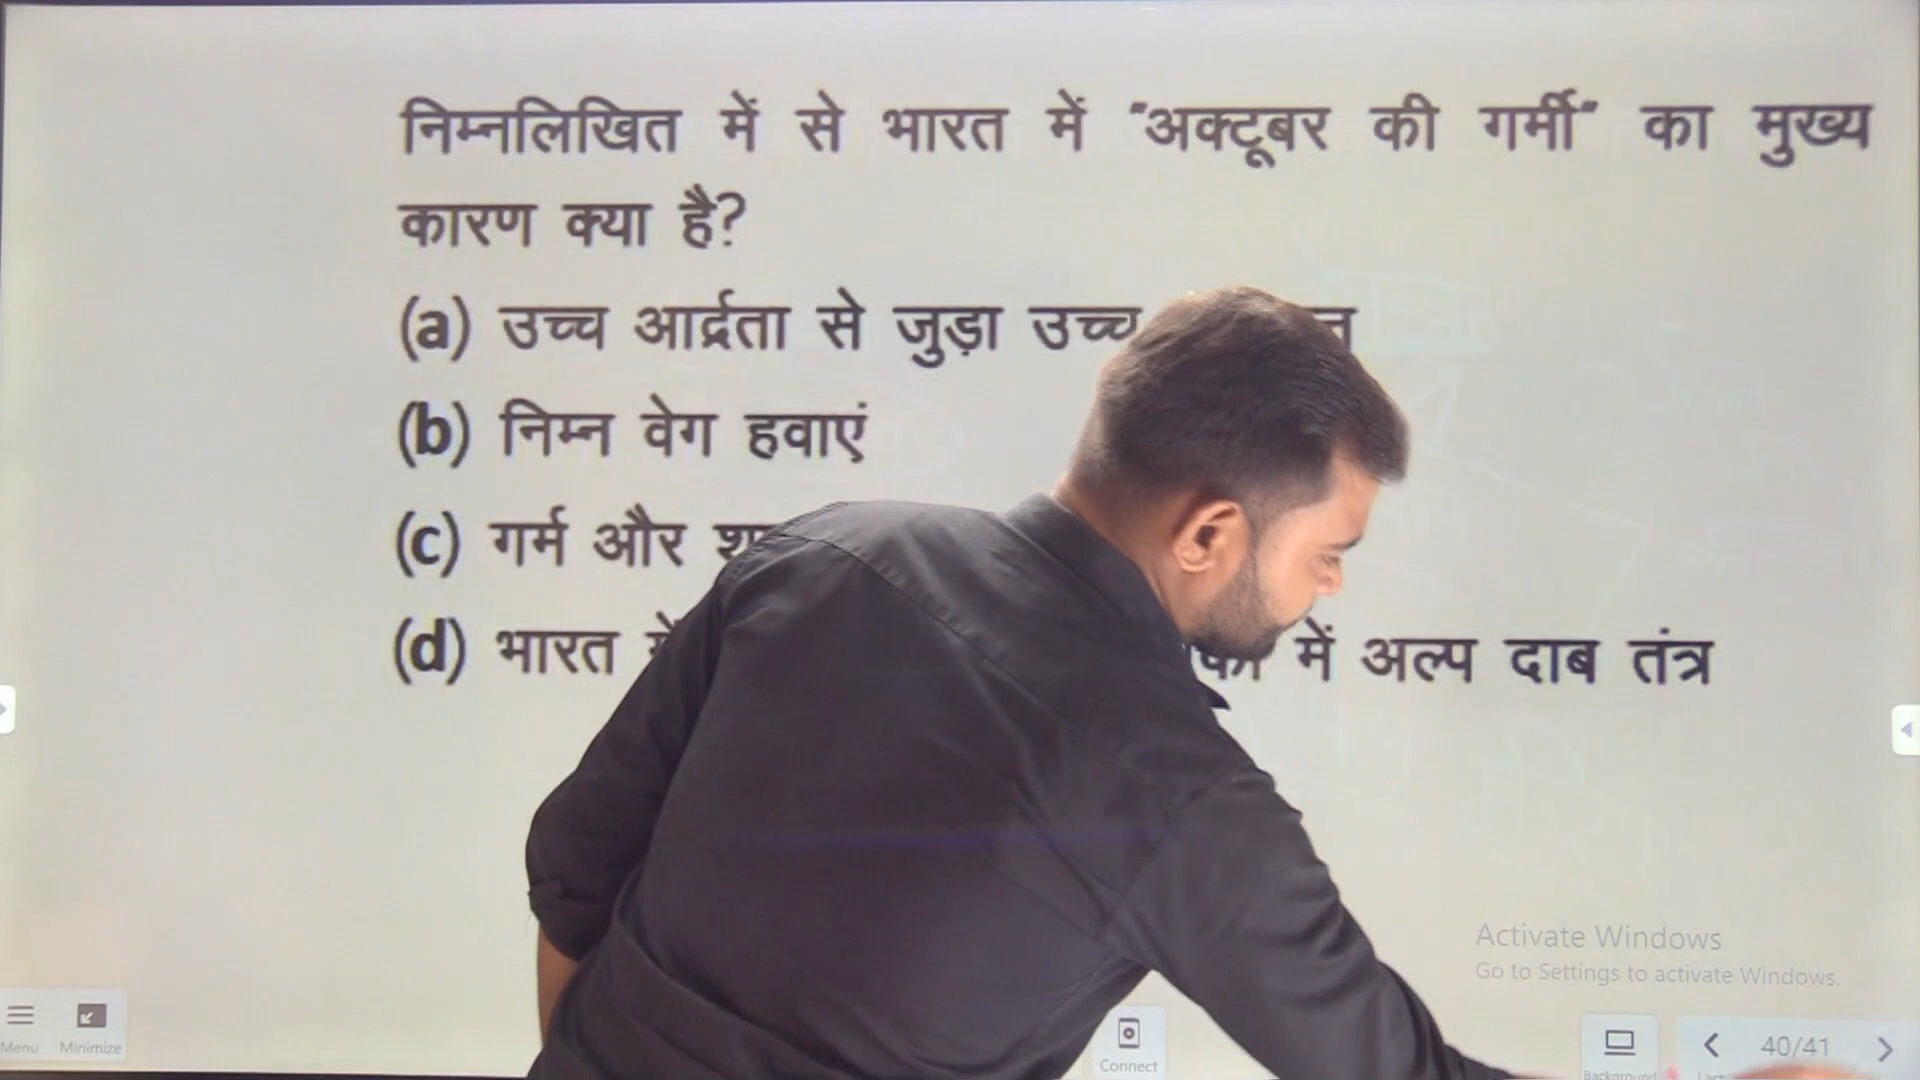 निम्नलिखित में से भारत में "अक्टूबर की गर्मी" का मुख्य
कारण क्या है?
(a) उच्च आर्द्रता से जुड़ा उच्च
(b) निम्न वेग हवाएं
(c) गर्म और
(d) भारत में अल्प दाब तंत्र
Activate Windows
Go to Settings to activate Windows.
Menu Minimize Connect Background 40/41